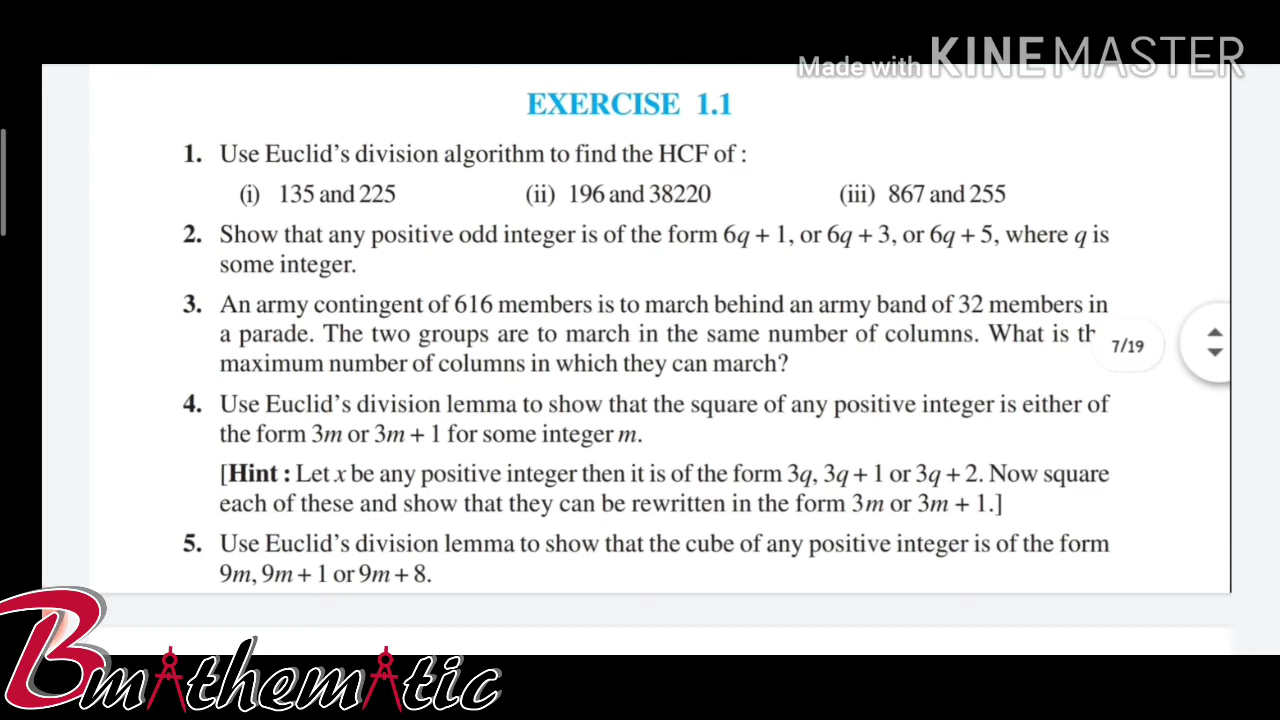 Made with KINEMASTER
EXERCISE 1.1
1. Use Euclid's division algorithm to find the HCF of :
(i) 135 and 225 (ii) 196 and 38220 (iii) 867 and 255
2. Show that any positive odd integer is of the form 6q + 1, or 6q + 3, or 6q + 5, where q is
some integer.
3. An army contingent of 616 members is to march behind an army band of 32 members in
a parade. The two groups are to march in the same number of columns. What is th
7/19
maximum number of columns in which they can march?
4. Use Euclid's division lemma to show that the square of any positive integer is either of
the form 3m or 3m + 1 for some integer m.
[Hint : Let x be any positive integer then it is of the form 3q, 3q + 1 or 3q + 2. Now square
each of these and show that they can be rewritten in the form 3m or 3m + 1.]
5. Use Euclid's division lemma to show that the cube of any positive integer is of the form
9m, 9m + 1 or 9m + 8.
Bmathematic